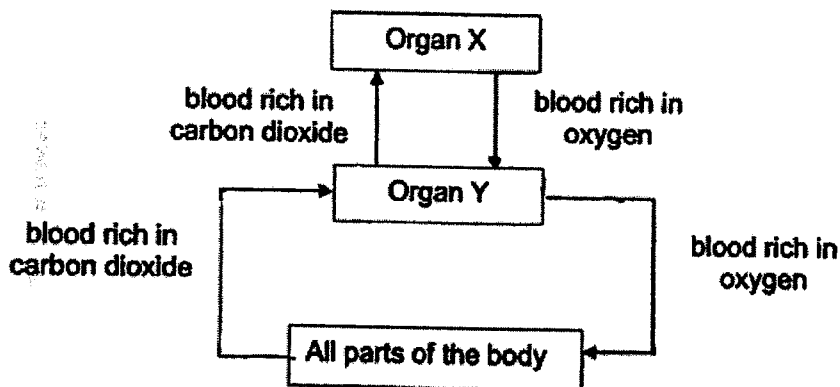 Organ X
blood rich in
carbon dioxide
blood rich in
oxygen
Organ Y
blood rich in
carbon dioxide
blood rich in
oxygen
All parts of the body